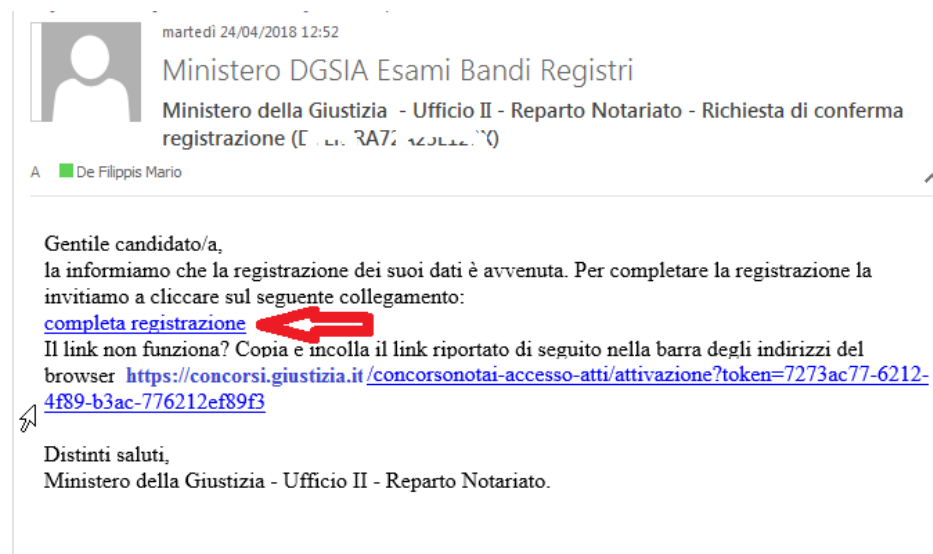 martedì 24/04/2018 12:52
Ministero DGSIA Esami Bandi Registri
Ministero della Giustizia - Ufficio II - Reparto Notariato - Richiesta di conferma
registrazione (
A De Filippis Mario
Gentile candidato/a,
la informiamo che la registrazione dei suoi dati è avvenuta. Per completare la registrazione la
invitiamo a cliccare sul seguente collegamento:
completa registrazione
Il link non funziona? Copia e incolla il link riportato di seguito nella barra degli indirizzi del
browser https://concorsi.giustizia.it/concorsonotai-accesso-atti/attivazione?token=7273ac77-6212-
4f89-b3ac-776212ef89f3
Distinti saluti,
Ministero della Giustizia - Ufficio II - Reparto Notariato.